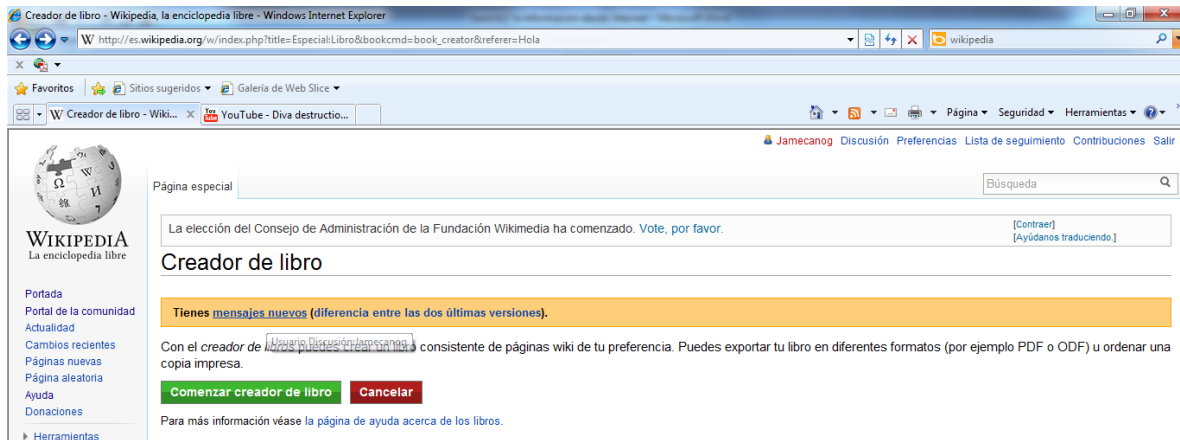 Creador de libro - Wikipedia, la enciclopedia libre - Windows Internet Explorer
http://es.wikipedia.org/w/index.php?title=Especial:Libro&bookcmd=book_creator&referer=Hola
wikipedia
Favoritos Sitios sugeridos Galería de Web Slice
Creador de libro - Wiki... YouTube - Diva destructio... Página Seguridad Herramientas
Jamecanog Discusión Preferencias Lista de seguimiento Contribuciones Salir
Página especial
Búsqueda
La elección del Consejo de Administración de la Fundación Wikimedia ha comenzado. Vote, por favor.
[Contraer]
[Ayúdanos traduciendo.]
WIKIPEDIA
La enciclopedia libre
Creador de libro
Portada
Portal de la comunidad
Actualidad
Cambios recientes
Páginas nuevas
Página aleatoria
Ayuda
Donaciones
Herramientas
Tienes mensajes nuevos (diferencia entre las dos últimas versiones).
Usuario Discusión:Jamecanog
Con el creador de libros puedes crear un libro consistente de páginas wiki de tu preferencia. Puedes exportar tu libro en diferentes formatos (por ejemplo PDF o ODF) u ordenar una
copia impresa.
Comenzar creador de libro Cancelar
Para más información véase la página de ayuda acerca de los libros.